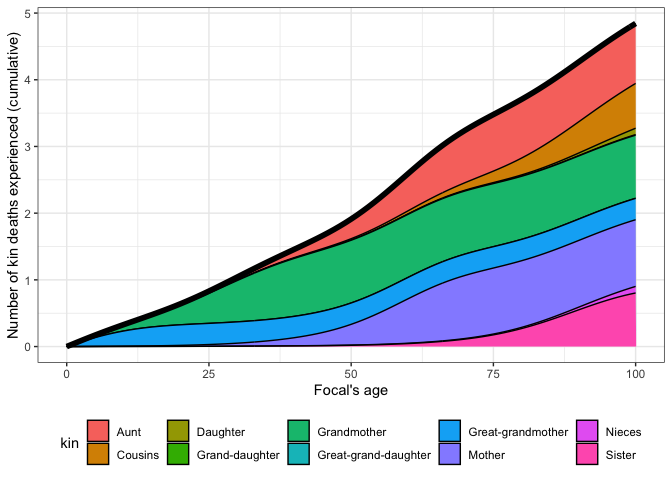 Number of kin deaths experienced (cumulative)
5
4
3
2
1
0
0 25 50 75 100
Focal's age
kin
Aunt Daughter Grandmother Great-grandmother Nieces
Cousins Grand-daughter Great-grand-daughter Mother Sister